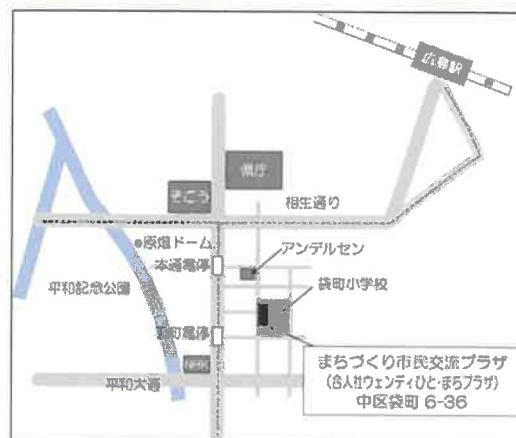 広島駅
県庁
そごう
相生通り
●原爆ドーム
アンデルセン
本通電停
袋町小学校
平和記念公園
袋町電停
NHK
平和大通
まちづくり市民交流プラザ
(合人社ウェンディひと・まちプラザ)
中区袋町 6-36